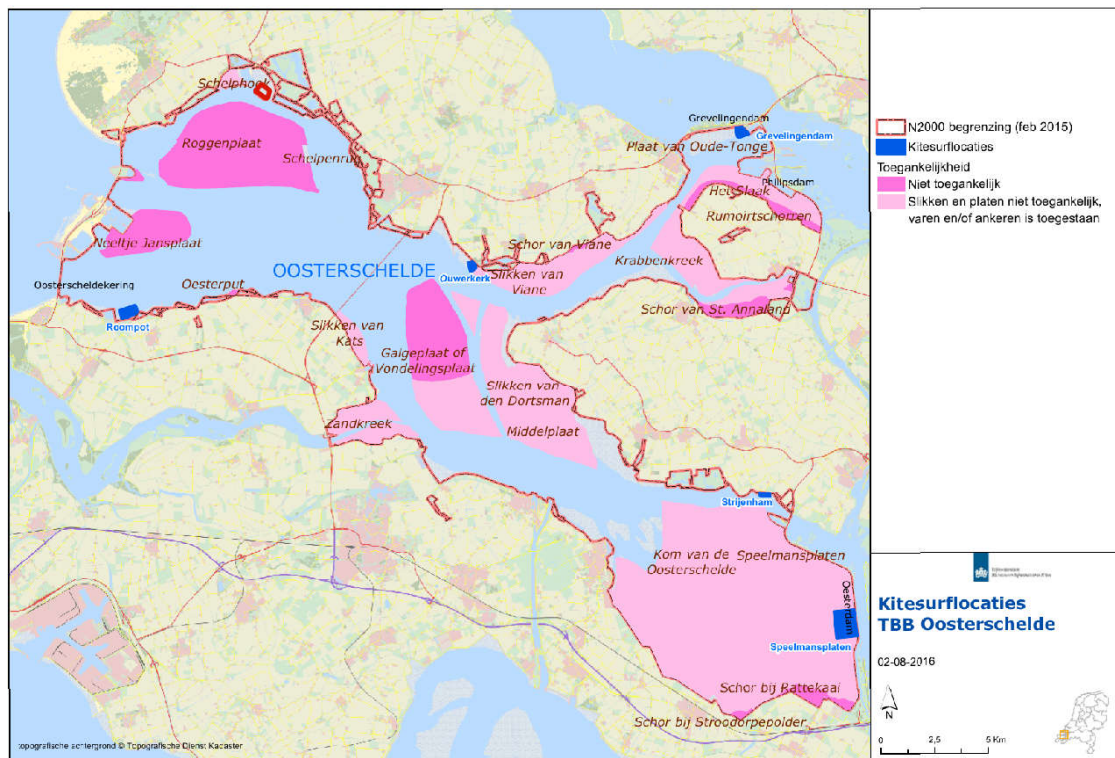 Schelphoek
Roggenplaat
Schelpenrug
Neeltje Jansplaat
OOSTERSCHELDE
Oosterscheldekering
Oesterput
Roompot
Ouwerkerk
Slikken van
Viane
Schor van Viane
Grevelingendam
Grevelingendam
Plaat van Oude-Tonge
Philipsdam
Het Slaak
Rumoirtschorren
Krabbenkreek
Schor van St. Annaland
Slikken van
Kats
Galgeplaat of
Vondelingsplaat
Slikken van
den Dortsman
Middelplaat
Zandkreek
Strijenham
Kom van de
Oosterschelde
Speelmansplaten
Oesterdam
Speelmansplaten
Schor bij Rattekaai
Schor bij Stroodorpepolder
topografische achtergrond © Topografische Dienst Kadaster
N2000 begrenzing (feb 2015)
Kitesurflocaties
Toegankelijkheid
Niet toegankelijk
Slikken en platen niet toegankelijk,
varen en/of ankeren is toegestaan
Kitesurflocaties
TBB Oosterschelde
02-08-2016
N
0 2,5 5 Km